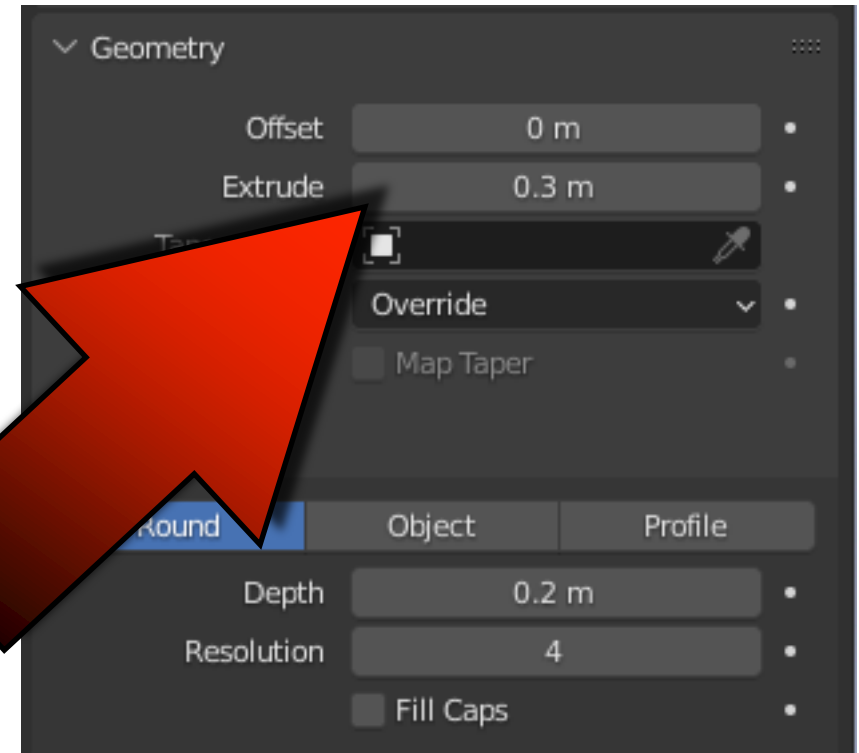 Geometry
Offset 0 m
Extrude 0.3 m
Override
Map Taper
Round Object Profile
Depth 0.2 m
Resolution 4
Fill Caps